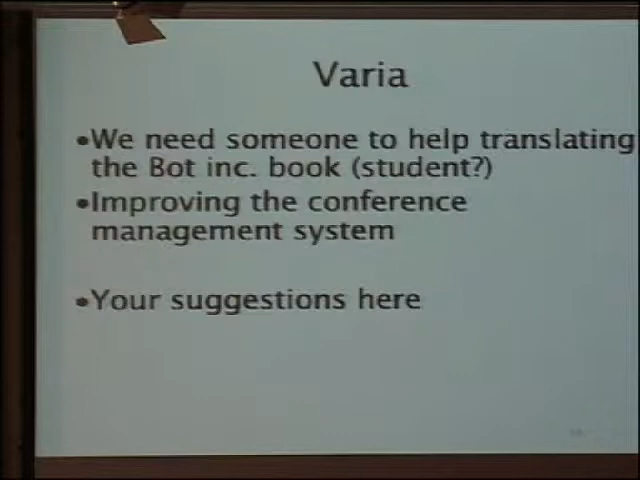 Varia
•We need someone to help translating
the Bot inc. book (student?)
•Improving the conference
management system
•Your suggestions here